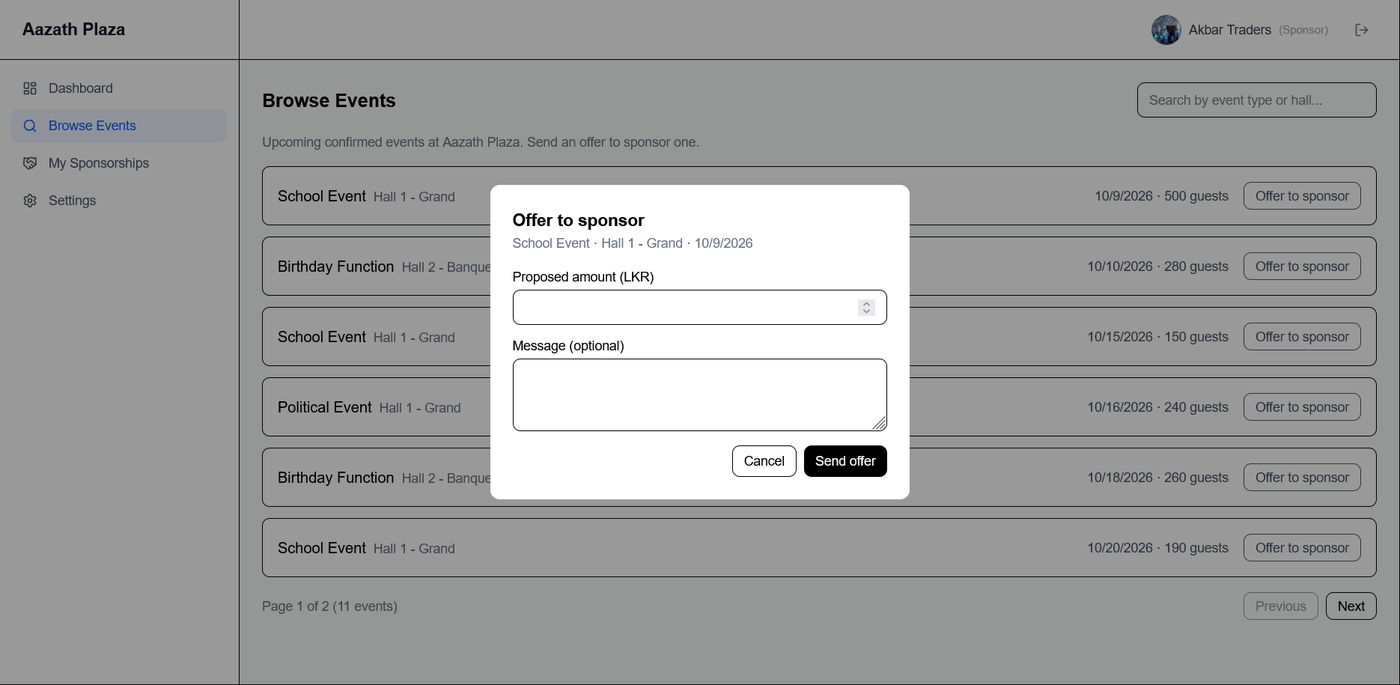 Aazath Plaza
Akbar Traders (Sponsor)
Dashboard
Browse Events
My Sponsorships
Settings
Browse Events
Search by event type or hall...
Upcoming confirmed events at Aazath Plaza. Send an offer to sponsor one.
School Event Hall 1 - Grand 10/9/2026 · 500 guests Offer to sponsor
Birthday Function Hall 2 - Banque 10/10/2026 · 280 guests Offer to sponsor
School Event Hall 1 - Grand 10/15/2026 · 150 guests Offer to sponsor
Political Event Hall 1 - Grand 10/16/2026 · 240 guests Offer to sponsor
Birthday Function Hall 2 - Banque 10/18/2026 · 260 guests Offer to sponsor
School Event Hall 1 - Grand 10/20/2026 · 190 guests Offer to sponsor
Page 1 of 2 (11 events) Previous Next
Offer to sponsor
School Event · Hall 1 - Grand · 10/9/2026
Proposed amount (LKR)
Message (optional)
Cancel Send offer